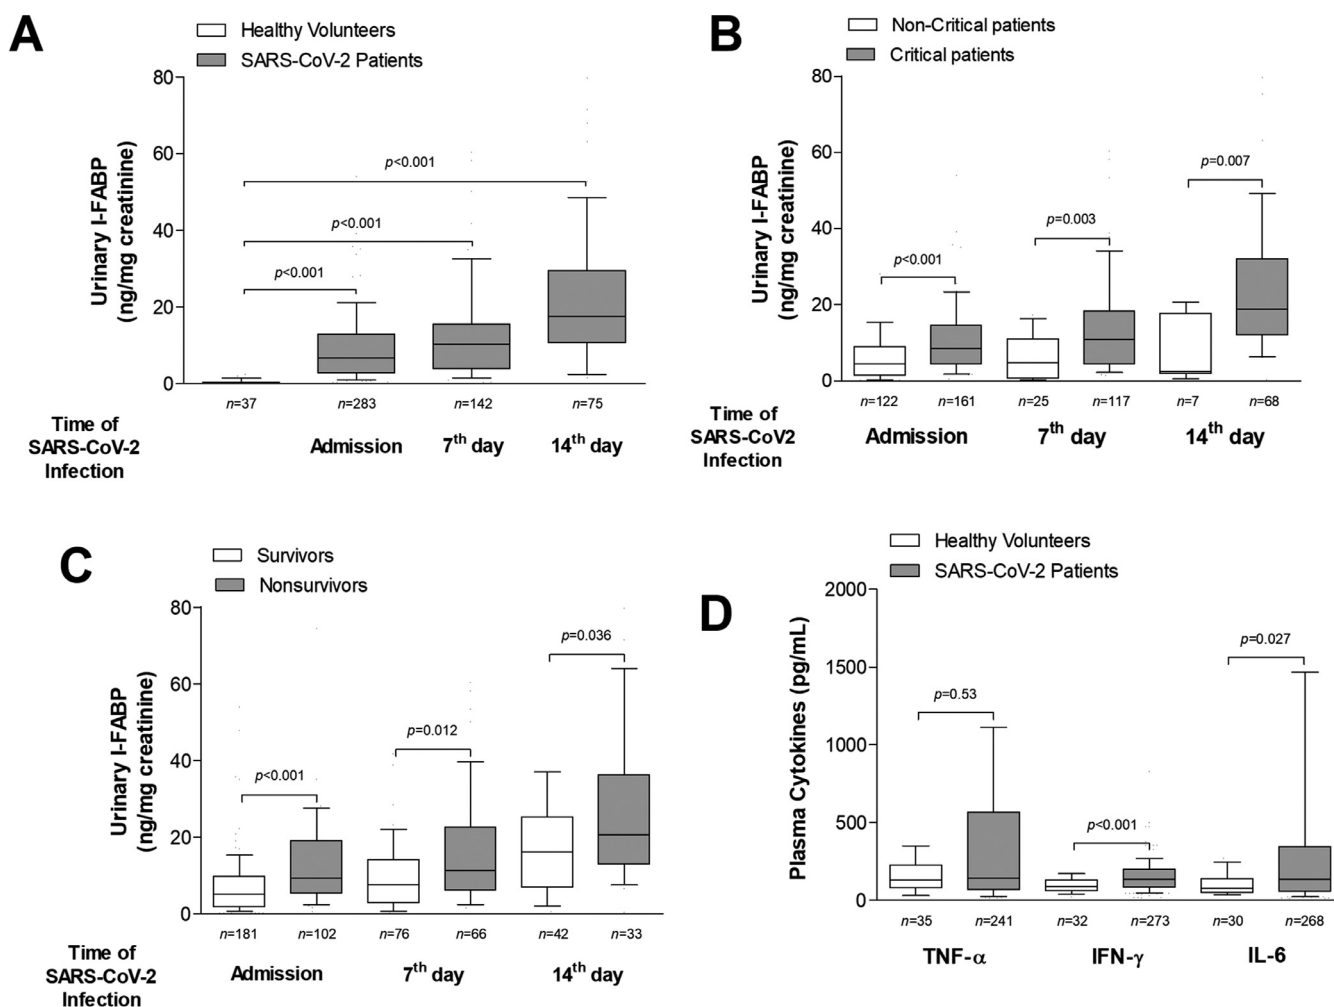 A
Healthy Volunteers
SARS-CoV-2 Patients
Urinary I-FABP
(ng/mg creatinine)
80
60
40
20
0
p<0.001
p<0.001
p<0.001
n=37
n=283
n=142
n=75
Time of
SARS-CoV-2
Infection
Admission
7th day
14th day
B
Non-Critical patients
Critical patients
Urinary I-FABP
(ng/mg creatinine)
80
60
40
20
0
p<0.001
p=0.003
p=0.007
n=122
n=161
n=25
n=117
n=7
n=68
Time of
SARS-CoV2
Infection
Admission
7th day
14th day
C
Survivors
Nonsurvivors
Urinary I-FABP
(ng/mg creatinine)
80
60
40
20
0
p<0.001
p=0.012
p=0.036
n=181
n=102
n=76
n=66
n=42
n=33
Time of
SARS-CoV-2
Infection
Admission
7th day
14th day
D
Healthy Volunteers
SARS-CoV-2 Patients
Plasma Cytokines (pg/mL)
2000
1500
1000
500
0
p=0.53
p<0.001
p=0.027
n=35
n=241
n=32
n=273
n=30
n=268
TNF-α
IFN-γ
IL-6